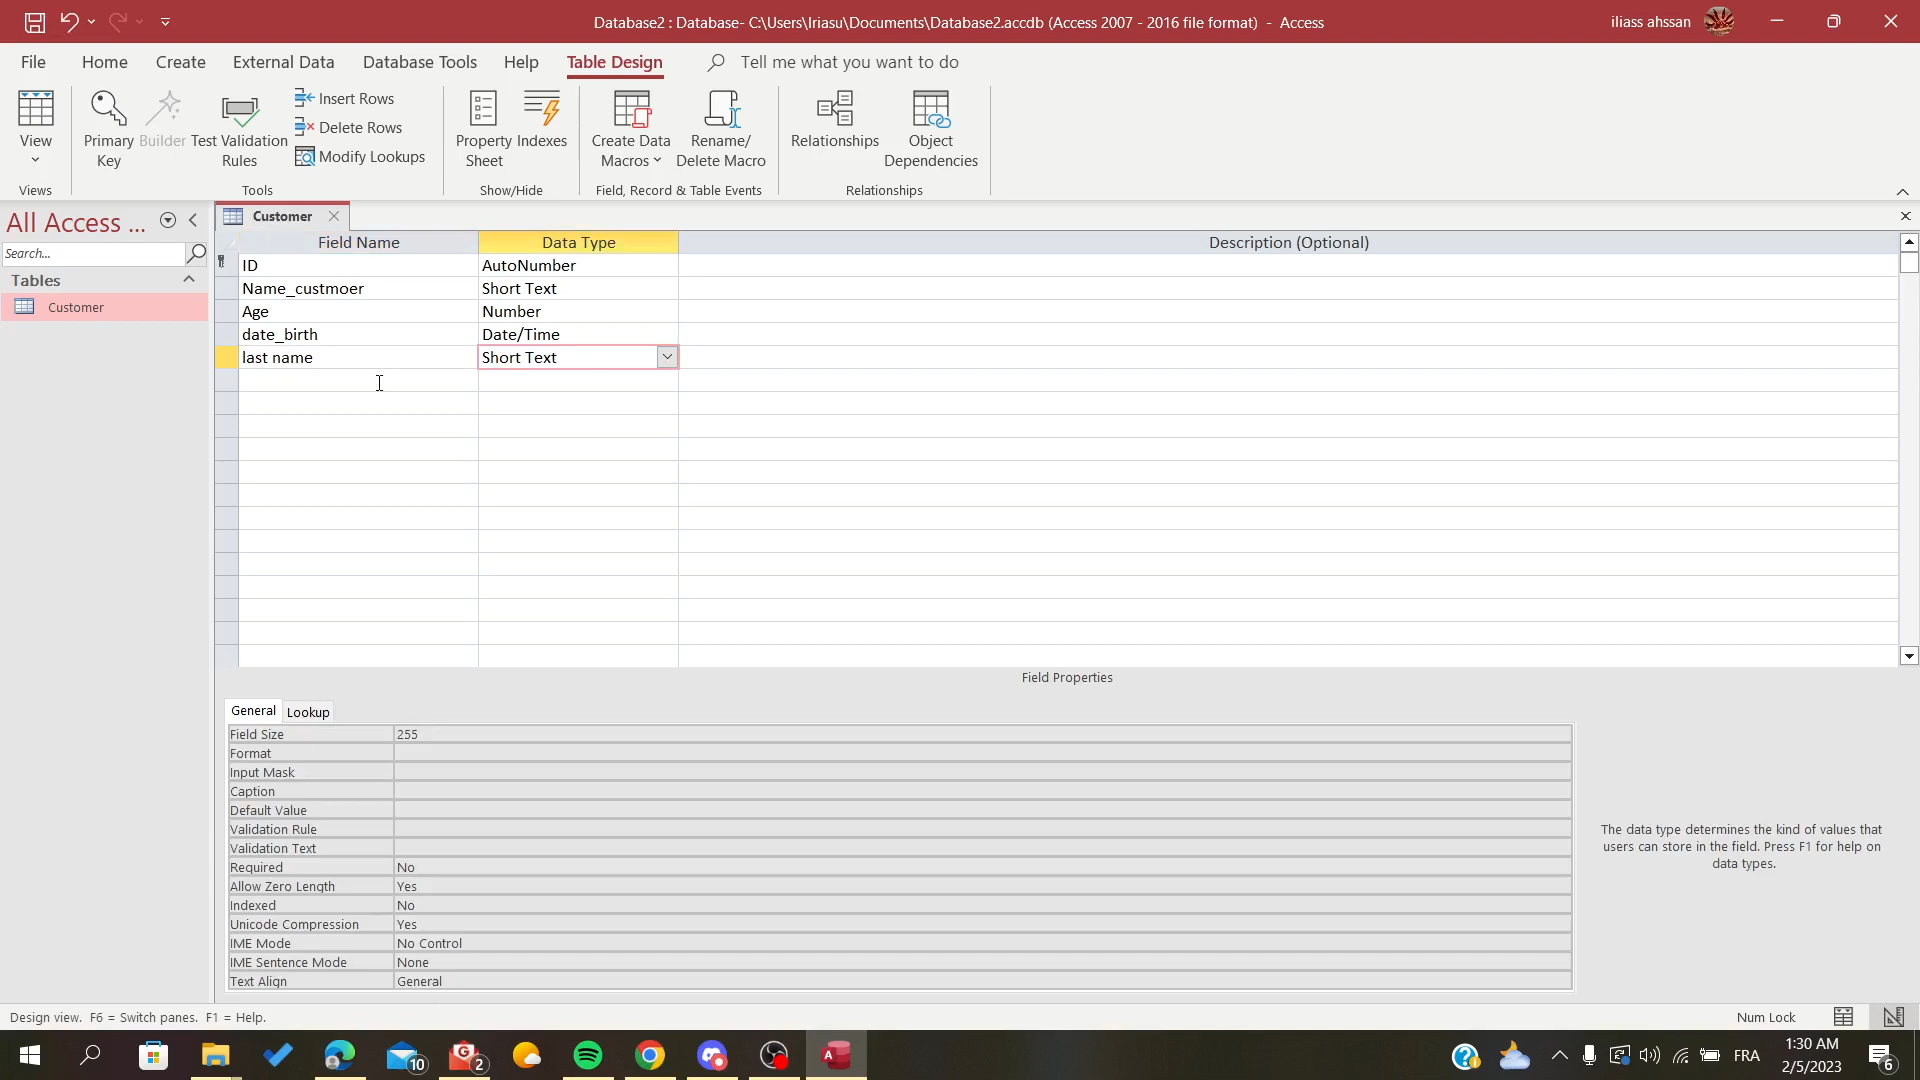 Database2 : Database- C:\Users\Iriasu\Documents\Database2.accdb (Access 2007 - 2016 file format)  -  Access
iliass ahssan
File Home Create External Data Database Tools Help Table Design Tell me what you want to do
View
Views
Primary Key
Builder
Test Validation Rules
Insert Rows
Delete Rows
Modify Lookups
Tools
Property Sheet
Indexes
Show/Hide
Create Data Macros
Rename/ Delete Macro
Field, Record & Table Events
Relationships
Object Dependencies
Relationships
All Access ...
Search...
Tables
Customer
Customer
Field Name Data Type Description (Optional)
ID AutoNumber
Name_custmoer Short Text
Age Number
date_birth Date/Time
last name Short Text
Field Properties
General Lookup
Field Size 255
Format
Input Mask
Caption
Default Value
Validation Rule
Validation Text
Required No
Allow Zero Length Yes
Indexed No
Unicode Compression Yes
IME Mode No Control
IME Sentence Mode None
Text Align General
The data type determines the kind of values that
users can store in the field. Press F1 for help on
data types.
Design view.  F6 = Switch panes.  F1 = Help.
Num Lock
10
2
A
FRA
1:30 AM
2/5/2023
6